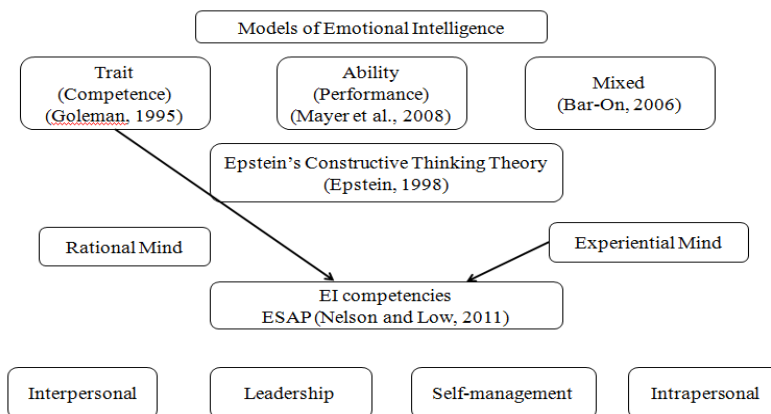 Models of Emotional Intelligence
Trait
(Competence)
(Goleman, 1995)
Ability
(Performance)
(Mayer et al., 2008)
Mixed
(Bar-On, 2006)
Epstein's Constructive Thinking Theory
(Epstein, 1998)
Rational Mind
Experiential Mind
EI competencies
ESAP (Nelson and Low, 2011)
Interpersonal
Leadership
Self-management
Intrapersonal